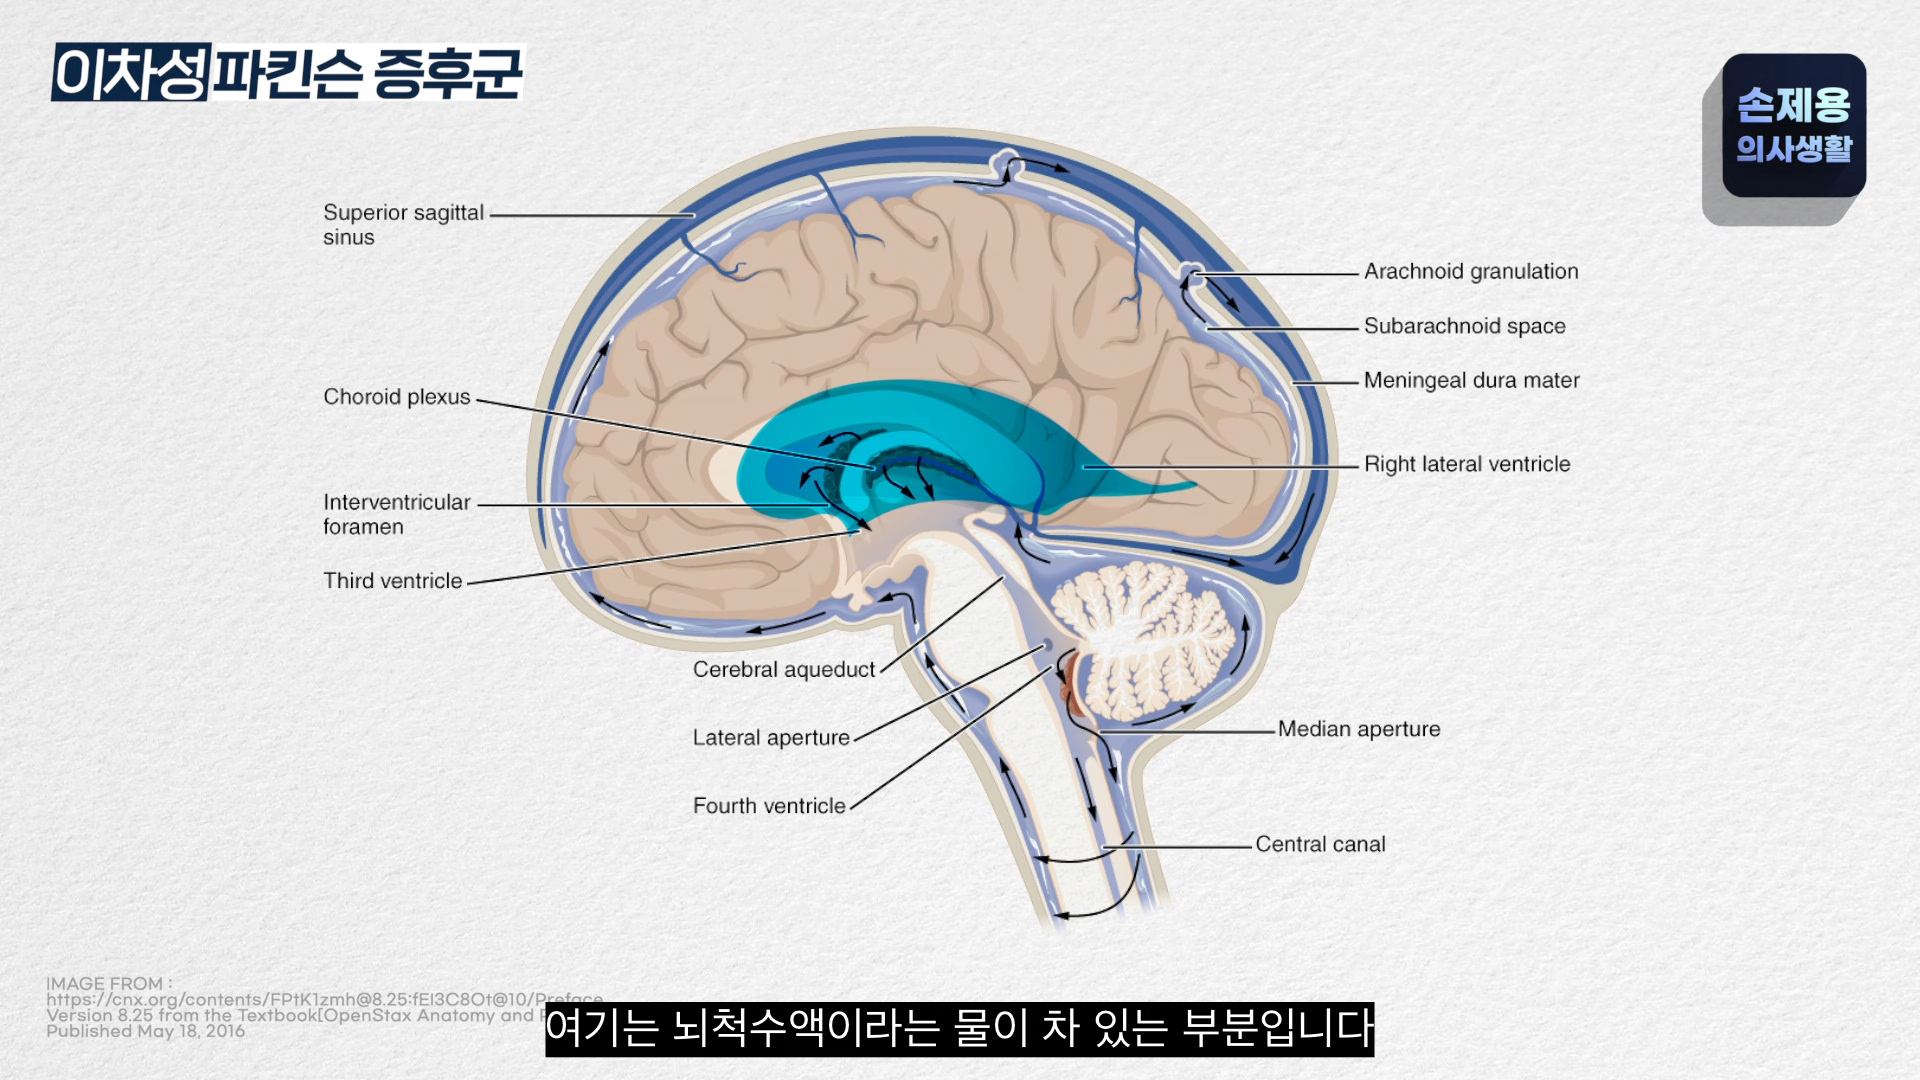 이차성 파킨슨 증후군
손제용
의사생활
Superior sagittal
sinus
Arachnoid granulation
Subarachnoid space
Meningeal dura mater
Choroid plexus
Right lateral ventricle
Interventricular
foramen
Third ventricle
Cerebral aqueduct
Lateral aperture
Median aperture
Fourth ventricle
Central canal
IMAGE FROM :
https://cnx.org/contents/FPtK1zmh@8.25:fEI3C8Ot@10/Preface
Version 8.25 from the Textbook[OpenStax Anatomy and
Published May 18, 2016
여기는 뇌척수액이라는 물이 차 있는 부분입니다